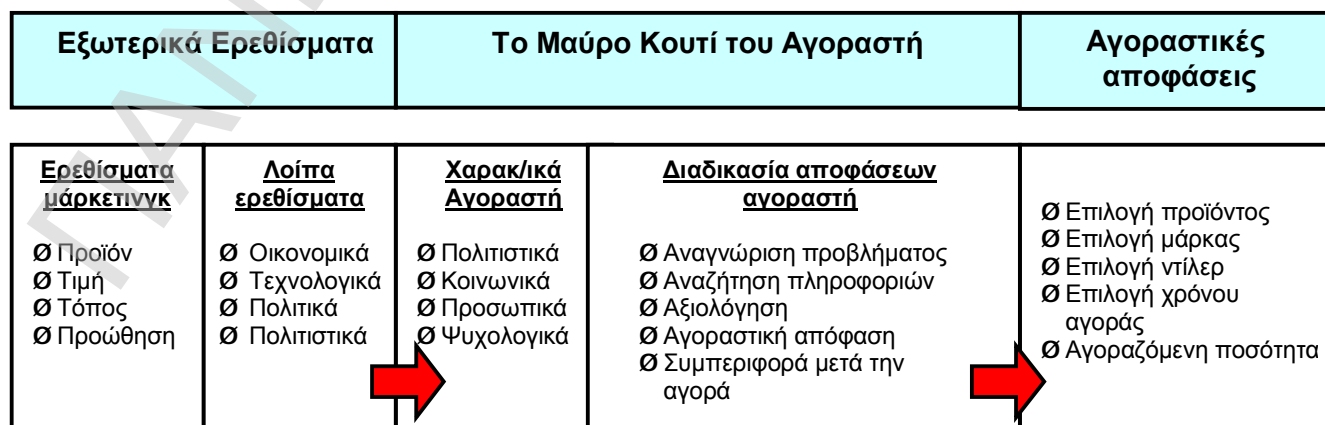 Εξωτερικά Ερεθίσματα
Το Μαύρο Κουτί του Αγοραστή
Αγοραστικές
αποφάσεις
Ερεθίσματα
μάρκετινγκ
Ø Προϊόν
Ø Τιμή
Ø Τόπος
Ø Προώθηση
Λοίπα
ερεθίσματα
Ø Οικονομικά
Ø Τεχνολογικά
Ø Πολιτικά
Ø Πολιτιστικά
Χαρακ/ικά
Αγοραστή
Ø Πολιτιστικά
Ø Κοινωνικά
Ø Προσωπικά
Ø Ψυχολογικά
Διαδικασία αποφάσεων
αγοραστή
Ø Αναγνώριση προβλήματος
Ø Αναζήτηση πληροφοριών
Ø Αξιολόγηση
Ø Αγοραστική απόφαση
Ø Συμπεριφορά μετά την
αγορά
Ø Επιλογή προϊόντος
Ø Επιλογή μάρκας
Ø Επιλογή ντίλερ
Ø Επιλογή χρόνου
αγοράς
Ø Αγοραζόμενη ποσότητα